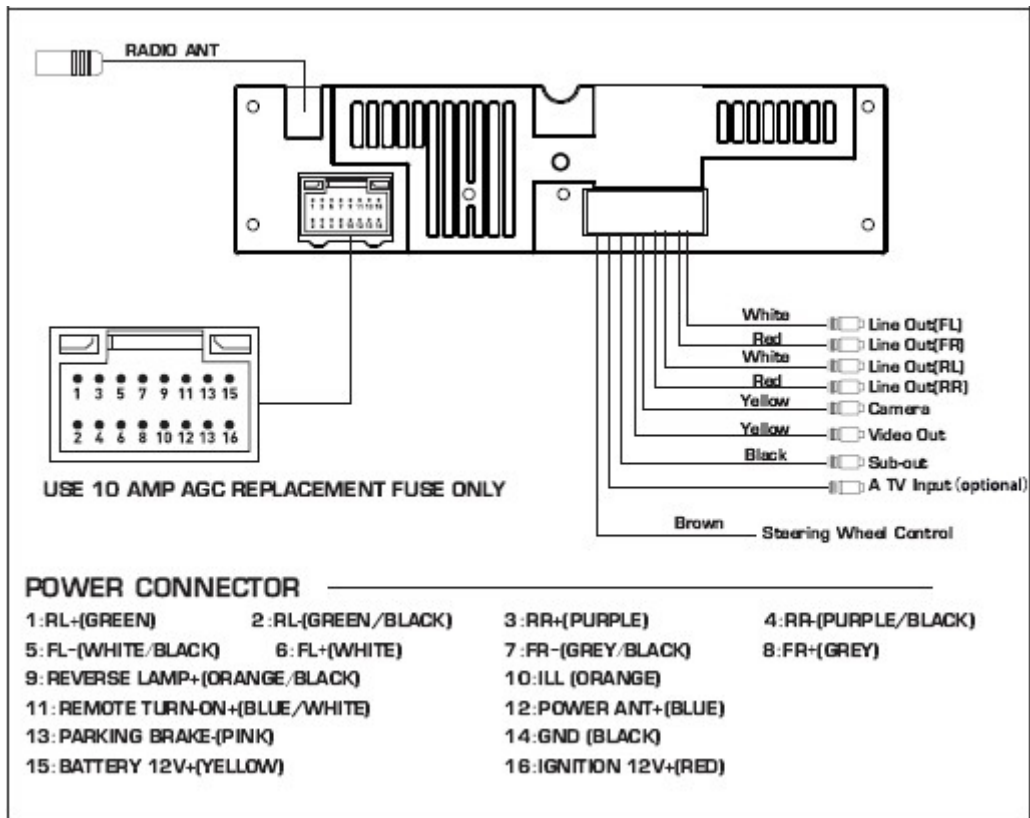 RADIO ANT
White Line Out(FL)
Red Line Out(FR)
White Line Out(RL)
Red Line Out(RR)
Yellow Camera
Yellow Video Out
Black Sub-out
A TV Input (optional)
Brown Steering Wheel Control
1 3 5 7 9 11 13 15
2 4 6 8 10 12 13 16
USE 10 AMP AGC REPLACEMENT FUSE ONLY
POWER CONNECTOR
1:RL+(GREEN) 2:RL-(GREEN/BLACK) 3:RR+(PURPLE) 4:RR-(PURPLE/BLACK)
5:FL-(WHITE/BLACK) 6:FL+(WHITE) 7:FR-(GREY/BLACK) 8:FR+(GREY)
9:REVERSE LAMP+(ORANGE/BLACK) 10:ILL (ORANGE)
11:REMOTE TURN-ON+(BLUE/WHITE) 12:POWER ANT+(BLUE)
13:PARKING BRAKE-(PINK) 14:GND (BLACK)
15:BATTERY 12V+(YELLOW) 16:IGNITION 12V+(RED)